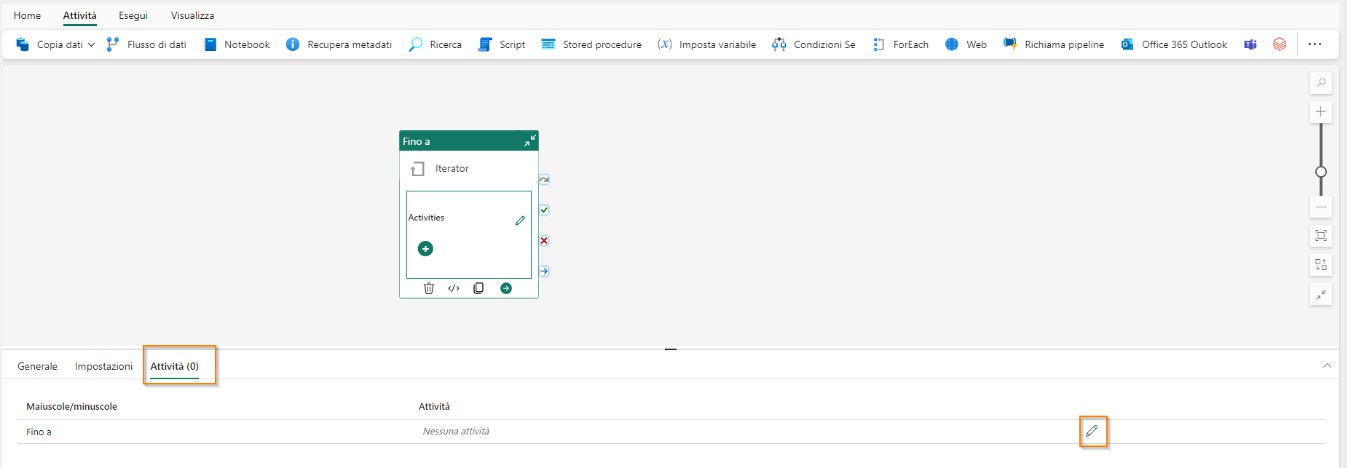 Home Attività Esegui Visualizza
Copia dati Flusso di dati Notebook Recupera metadati Ricerca Script Stored procedure (x) Imposta variabile Condizioni Se ForEach Web Richiama pipeline Office 365 Outlook ...
Fino a
Iterator
Activities
Generale Impostazioni Attività (0)
Maiuscole/minuscole Attività
Fino a Nessuna attività